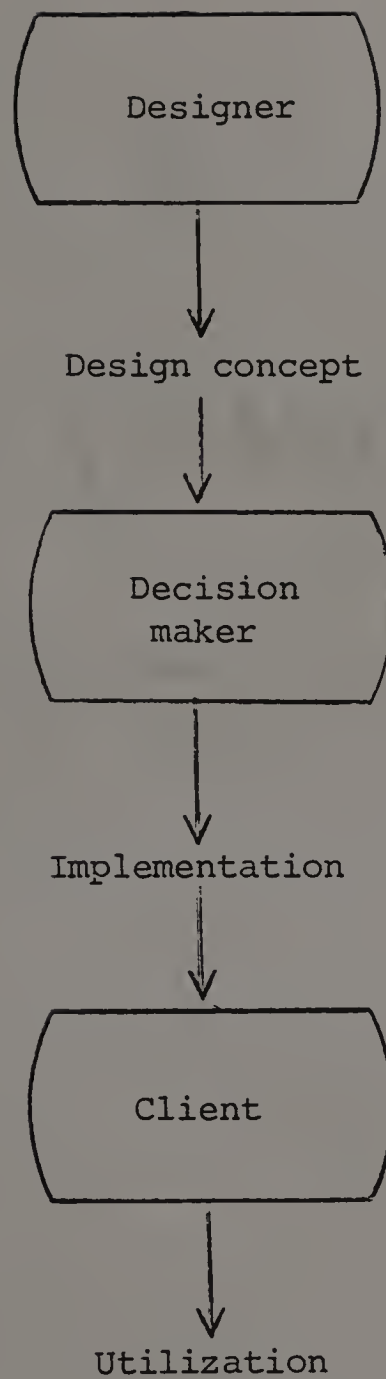 Designer
Design concept
Decision
maker
Implementation
Client
Utilization